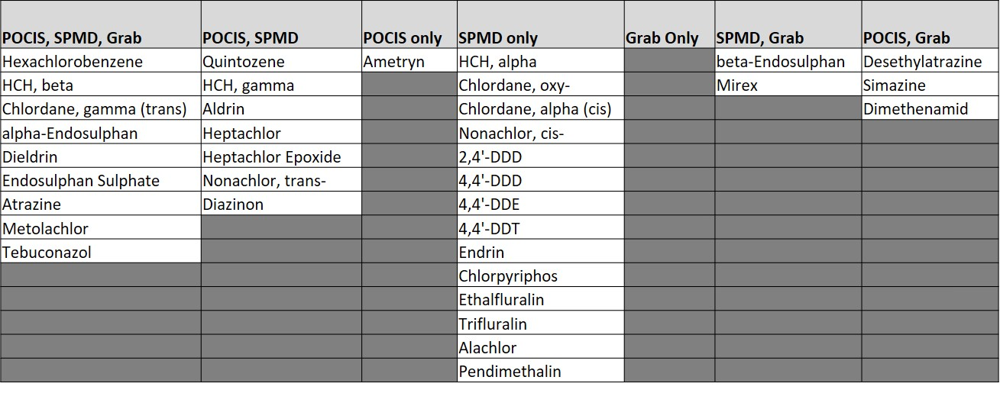 POCIS, SPMD, Grab POCIS, SPMD POCIS only SPMD only Grab Only SPMD, Grab POCIS, Grab
Hexachlorobenzene Quintozene Ametryn HCH, alpha beta-Endosulphan Desethylatrazine
HCH, beta HCH, gamma Chlordane, oxy- Mirex Simazine
Chlordane, gamma (trans) Aldrin Chlordane, alpha (cis) Dimethenamid
alpha-Endosulphan Heptachlor Nonachlor, cis-
Dieldrin Heptachlor Epoxide 2,4'-DDD
Endosulphan Sulphate Nonachlor, trans- 4,4'-DDD
Atrazine Diazinon 4,4'-DDE
Metolachlor 4,4'-DDT
Tebuconazol Endrin
Chlorpyriphos
Ethalfluralin
Trifluralin
Alachlor
Pendimethalin